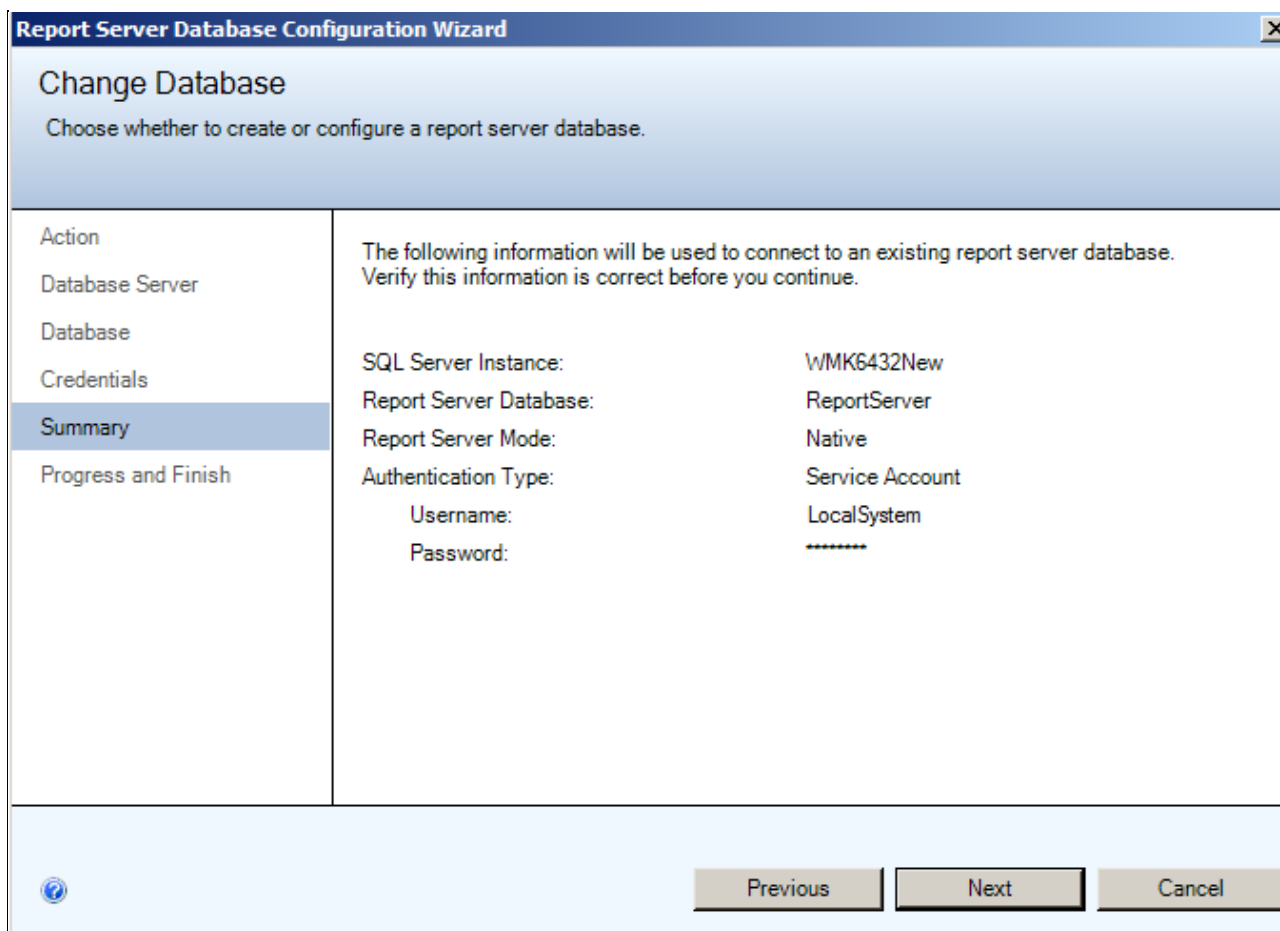 Report Server Database Configuration Wizard
Change Database
Choose whether to create or configure a report server database.
Action
Database Server
Database
Credentials
Summary
Progress and Finish
The following information will be used to connect to an existing report server database.
Verify this information is correct before you continue.
SQL Server Instance: WMK6432New
Report Server Database: ReportServer
Report Server Mode: Native
Authentication Type: Service Account
Username: LocalSystem
Password: ********
Previous Next Cancel